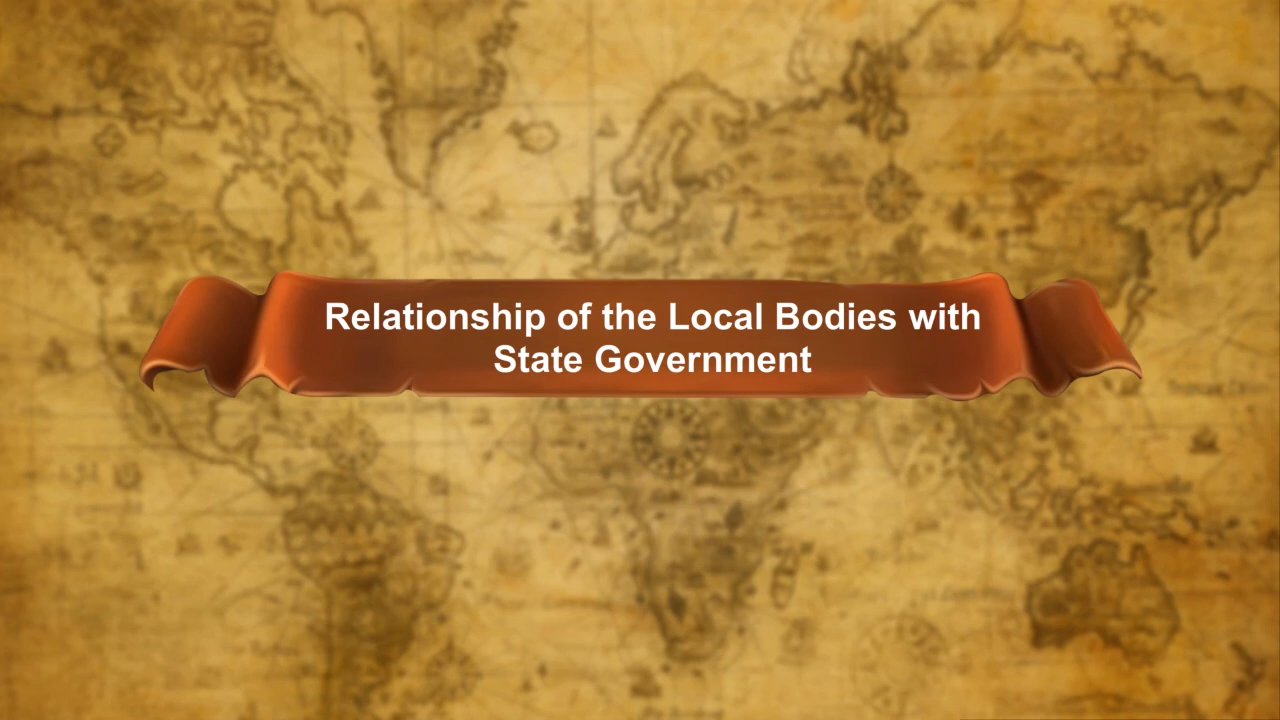 Relationship of the Local Bodies with
State Government